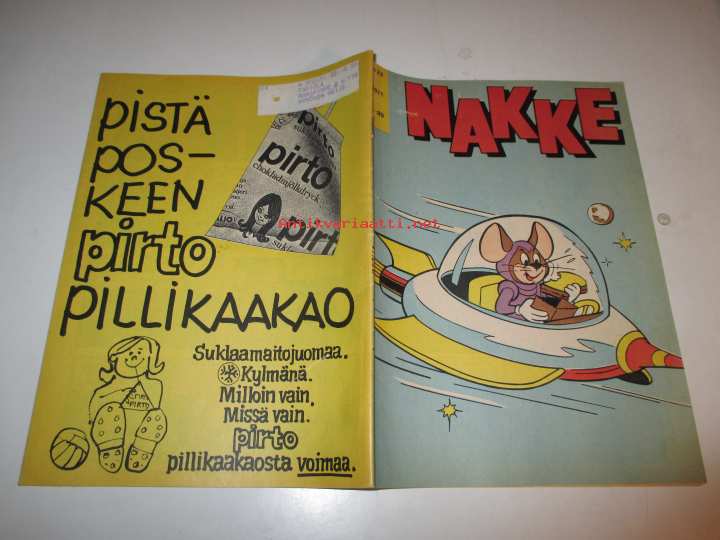 PISTÄ
POS-
KEEN
pirto
PILLIKAAKAO
Suklaamaitojuomaa.
Kylmänä.
Milloin vain.
Missä vain.
pirto
pillikaakaosta voimaa.
pirto
pirto
chokladmjölkdryck
pirt
Antikvariaatti.net
NAKKE